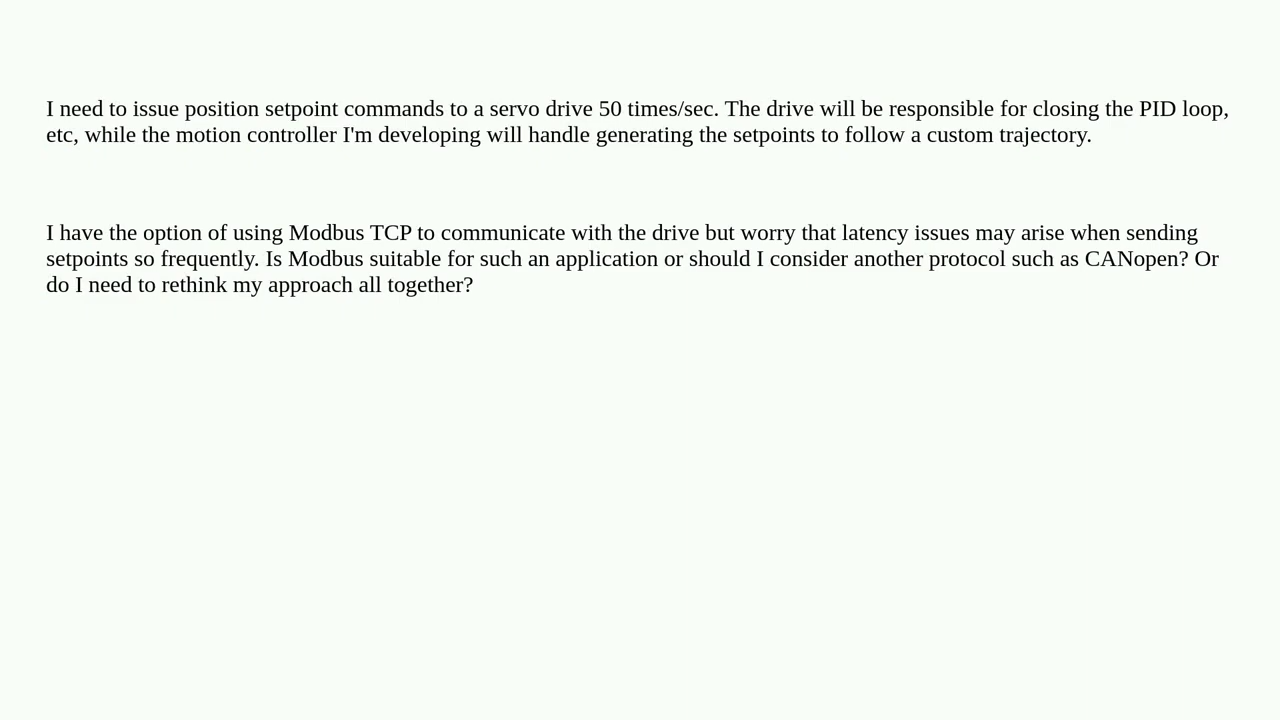 I need to issue position setpoint commands to a servo drive 50 times/sec. The drive will be responsible for closing the PID loop,
etc, while the motion controller I'm developing will handle generating the setpoints to follow a custom trajectory.
I have the option of using Modbus TCP to communicate with the drive but worry that latency issues may arise when sending
setpoints so frequently. Is Modbus suitable for such an application or should I consider another protocol such as CANopen? Or
do I need to rethink my approach all together?